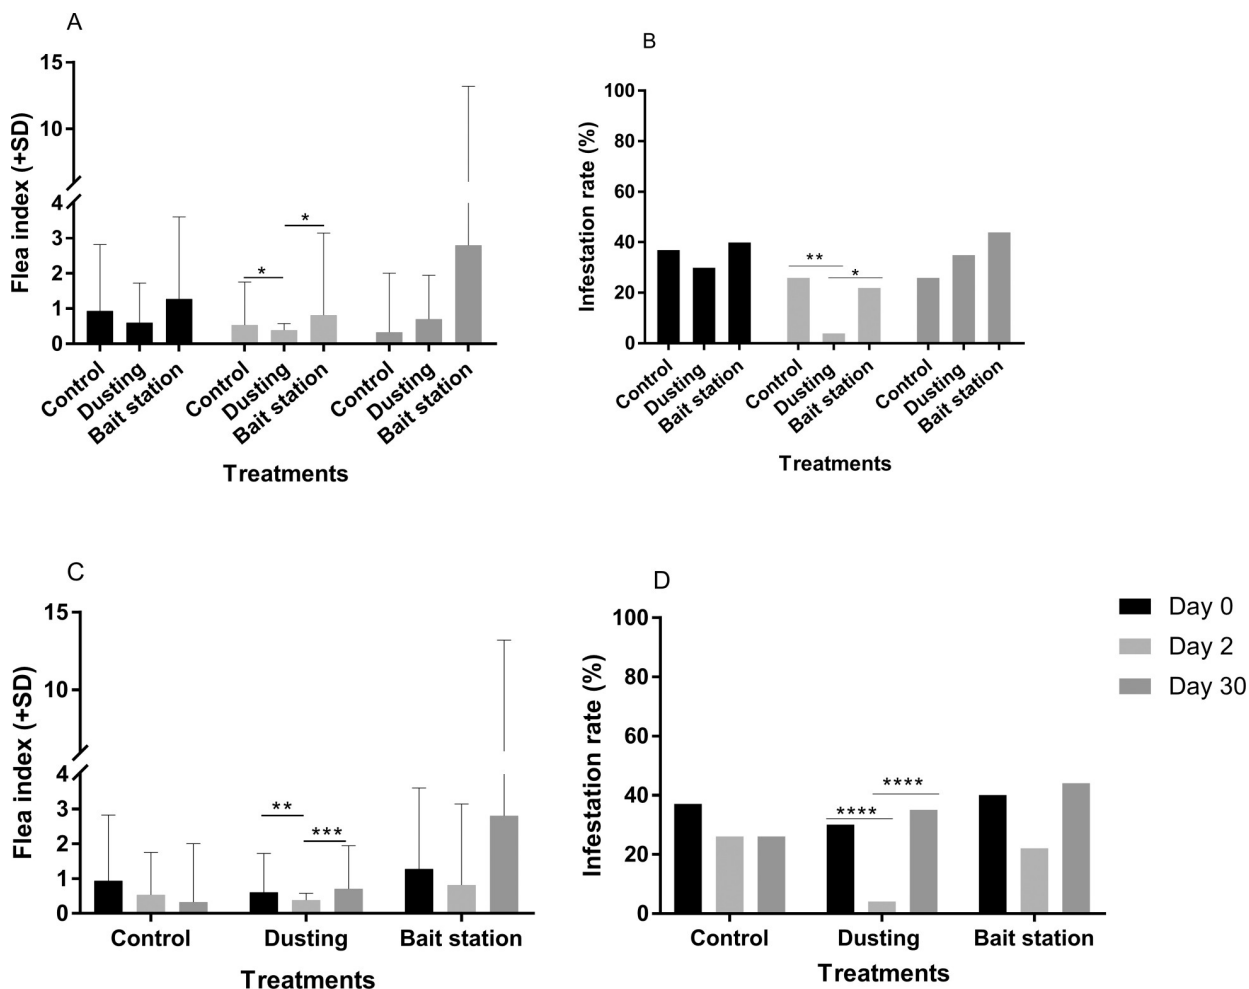 A
Flea index (+SD)
15
10
4
3
2
1
0
*
*
Control
Dusting
Bait station
Control
Dusting
Bait station
Control
Dusting
Bait station
Treatments
B
Infestation rate (%)
100
80
60
40
20
0
**
*
Control
Dusting
Bait station
Control
Dusting
Bait station
Control
Dusting
Bait station
Treatments
C
Flea index (+SD)
15
10
4
3
2
1
0
**
***
Control
Dusting
Bait station
Treatments
D
Infestation rate (%)
100
80
60
40
20
0
****
****
Control
Dusting
Bait station
Treatments
Day 0
Day 2
Day 30